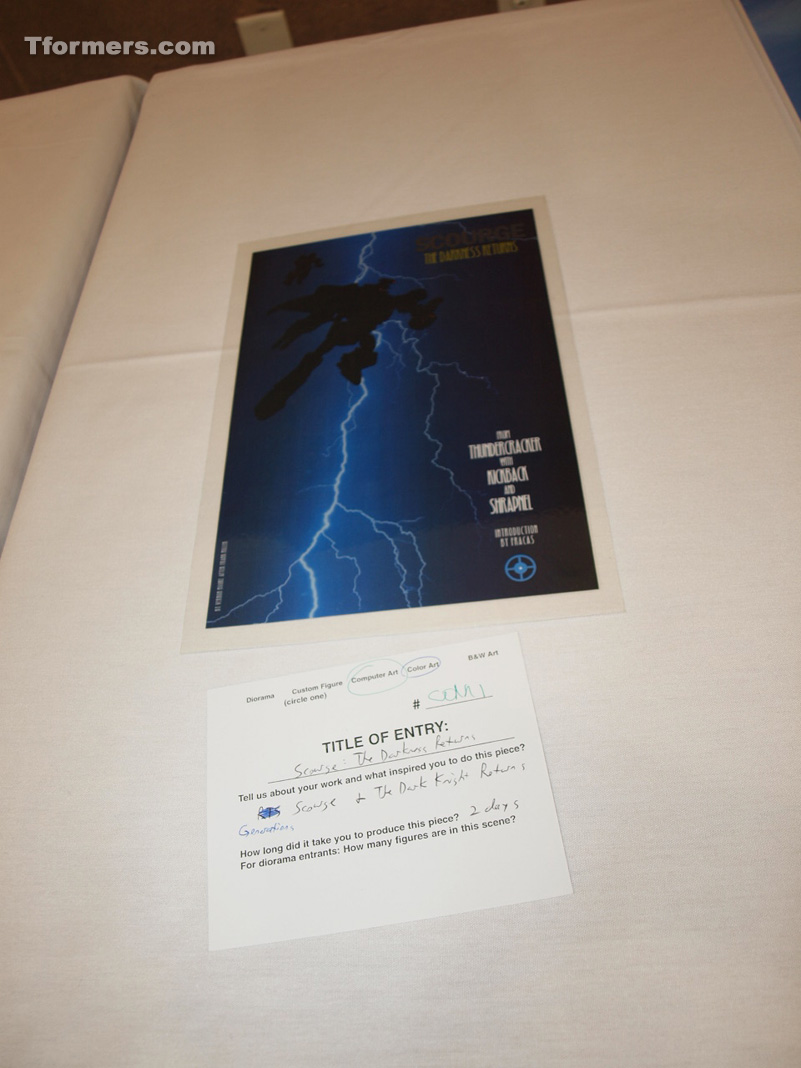 Tformers.com
SCOURGE
THE DARKNESS RETURNS
FROM
THUNDERCRACKER
WITH
KICKBACK
AND
SHRAPNEL
INTRODUCTION
BY FRACAS
Diorama Custom Figure Computer Art Color Art B&W Art
(circle one)
#
TITLE OF ENTRY:
Scourge: The Darkness Returns
Tell us about your work and what inspired you to do this piece?
Scourge + The Dark Knight Returns
Generations
How long did it take you to produce this piece? 2 days
For diorama entrants: How many figures are in this scene?